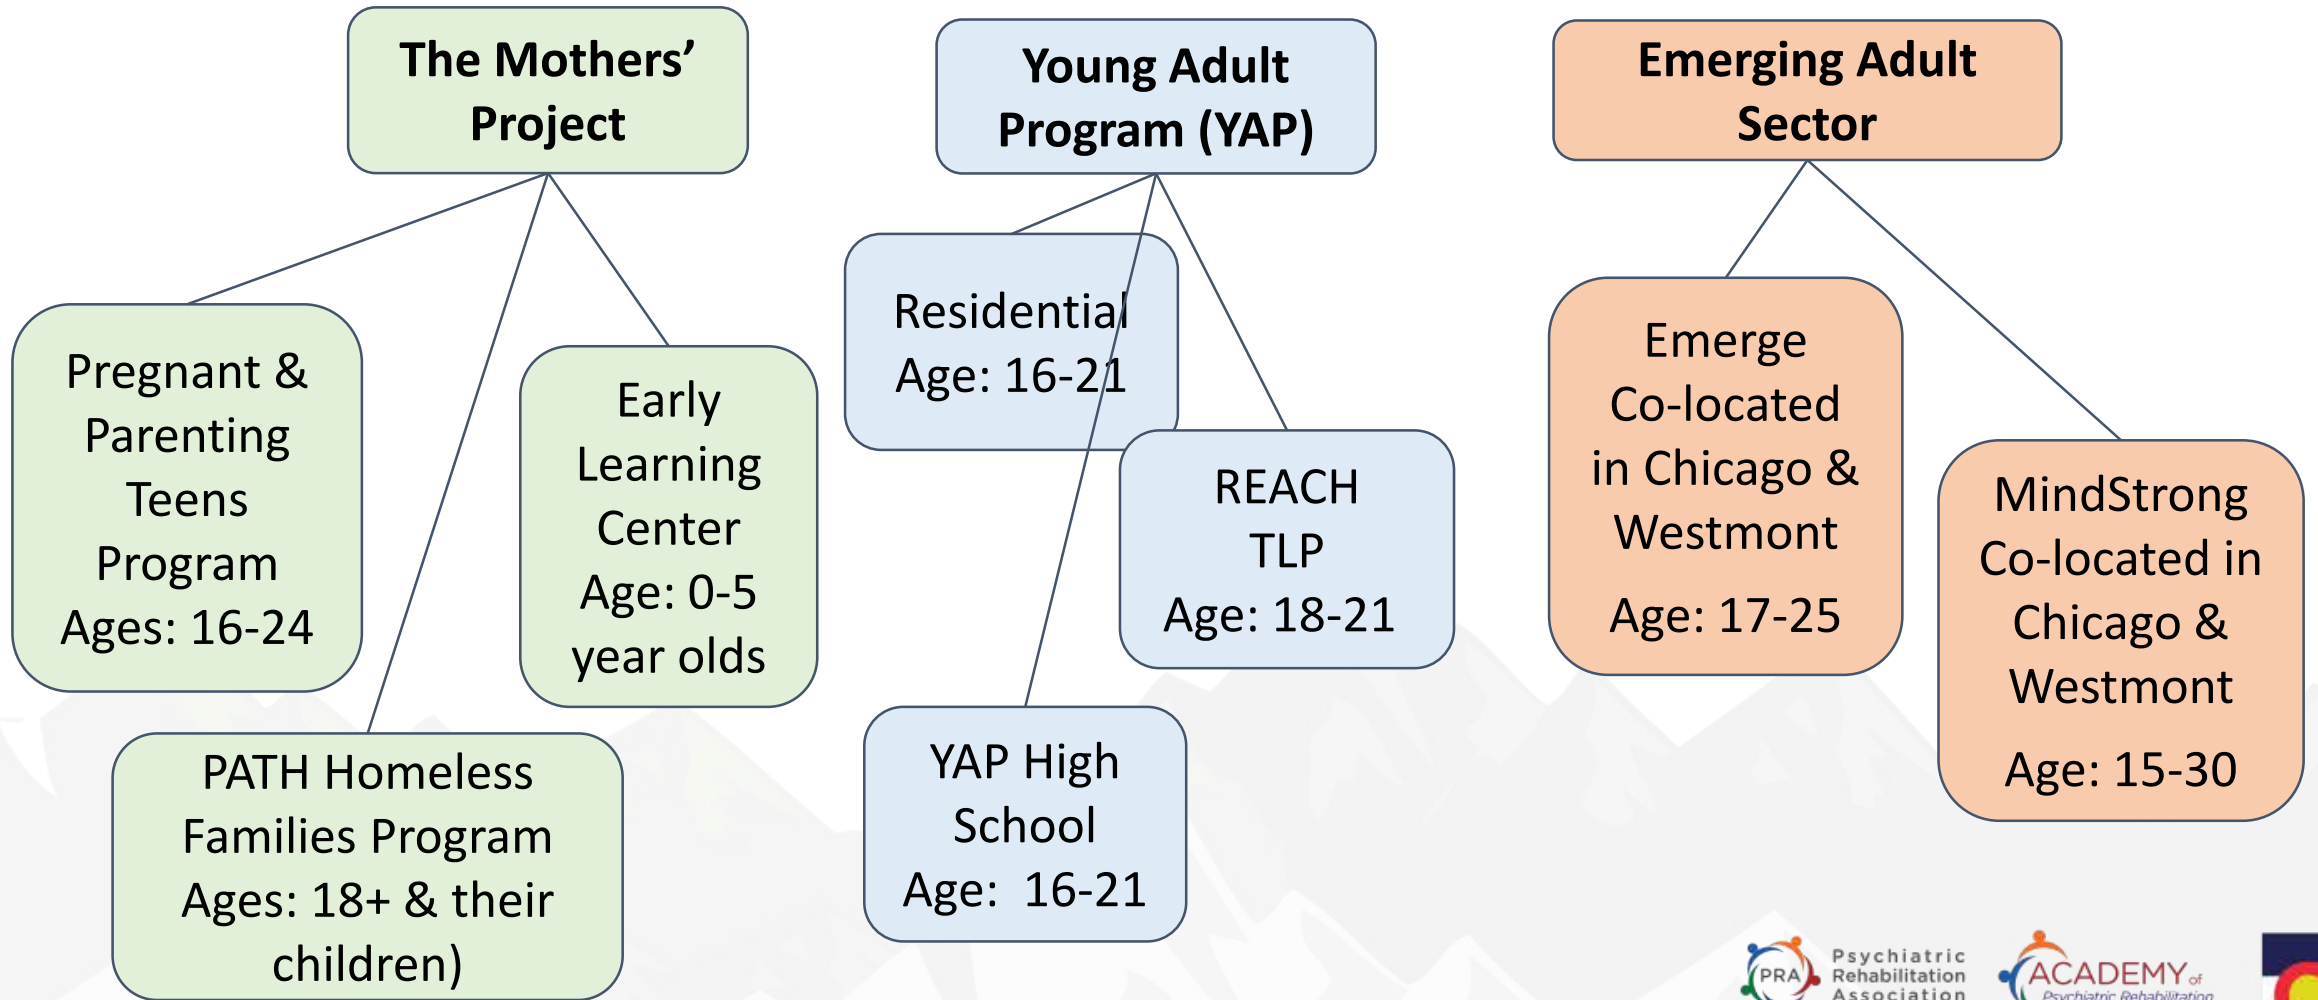 The Mothers’
Project
Pregnant &
Parenting
Teens
Program
Ages: 16-24
PATH Homeless
Families Program
Ages: 18+ & their
children)
Early
Learning
Center
Age: 0-5
year olds
Young Adult
Program (YAP)
Residential
Age: 16-21
YAP High
School
Age:  16-21
REACH
TLP
Age: 18-21
Emerging Adult
Sector
Emerge
Co-located
in Chicago &
Westmont
Age: 17-25
MindStrong
Co-located in
Chicago &
Westmont
Age: 15-30
PRA
Psychiatric
Rehabilitation
Association
ACADEMY of
Psychiatric Rehabilitation